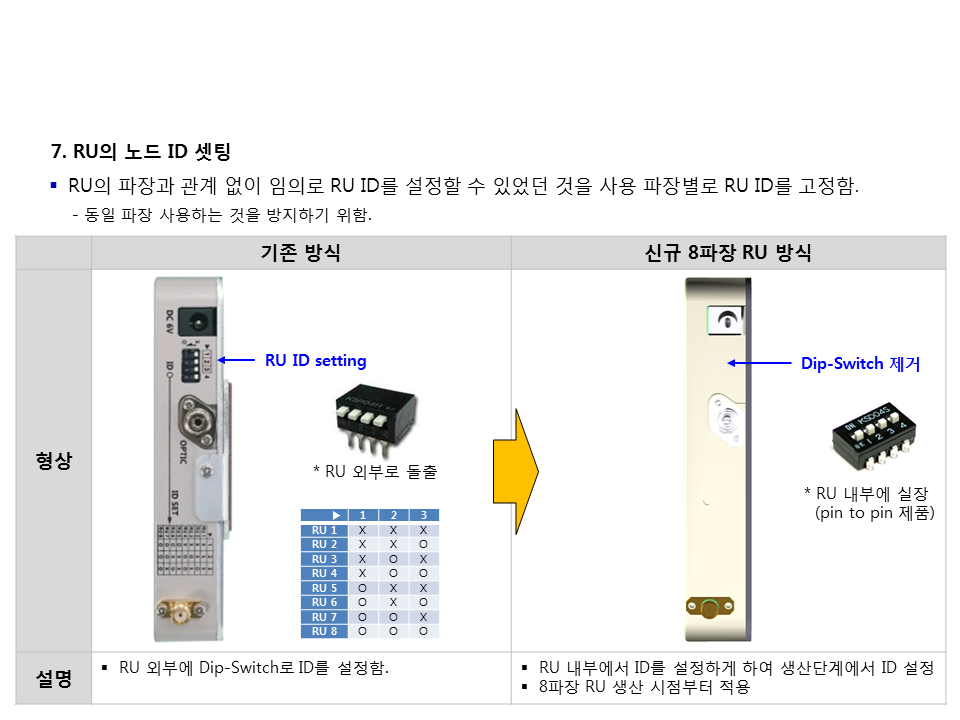 7. RU의 노드 ID 셋팅
▪ RU의 파장과 관계 없이 임의로 RU ID를 설정할 수 있었던 것을 사용 파장별로 RU ID를 고정함.
- 동일 파장 사용하는 것을 방지하기 위함.
기존 방식 신규 8파장 RU 방식
형상
DC 6V
ID
OPTIC
ID SET
RU ID setting
KSP04H
* RU 외부로 돌출
▶ 1 2 3
RU 1 X X X
RU 2 X X O
RU 3 X O X
RU 4 X O O
RU 5 O X X
RU 6 O X O
RU 7 O O X
RU 8 O O O
Dip-Switch 제거
ON KSD04S
1 2 3 4
* RU 내부에 실장
(pin to pin 제품)
설명
▪ RU 외부에 Dip-Switch로 ID를 설정함.
▪ RU 내부에서 ID를 설정하게 하여 생산단계에서 ID 설정
▪ 8파장 RU 생산 시점부터 적용